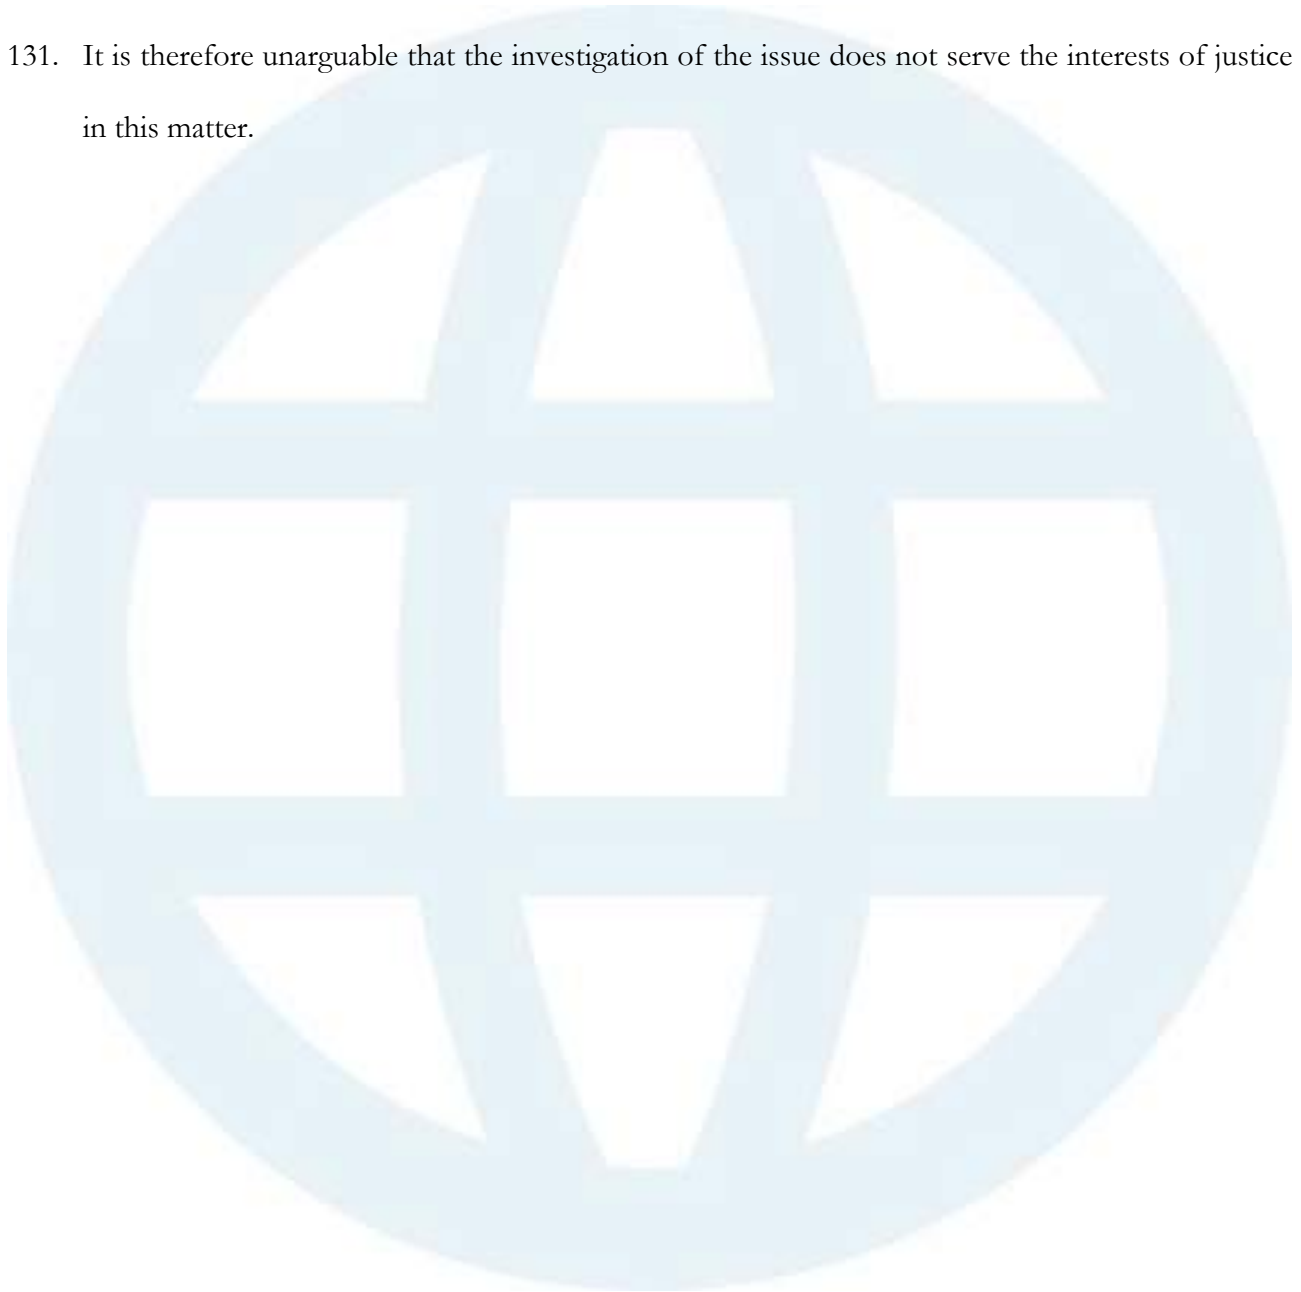 131. It is therefore unarguable that the investigation of the issue does not serve the interests of justice
in this matter.